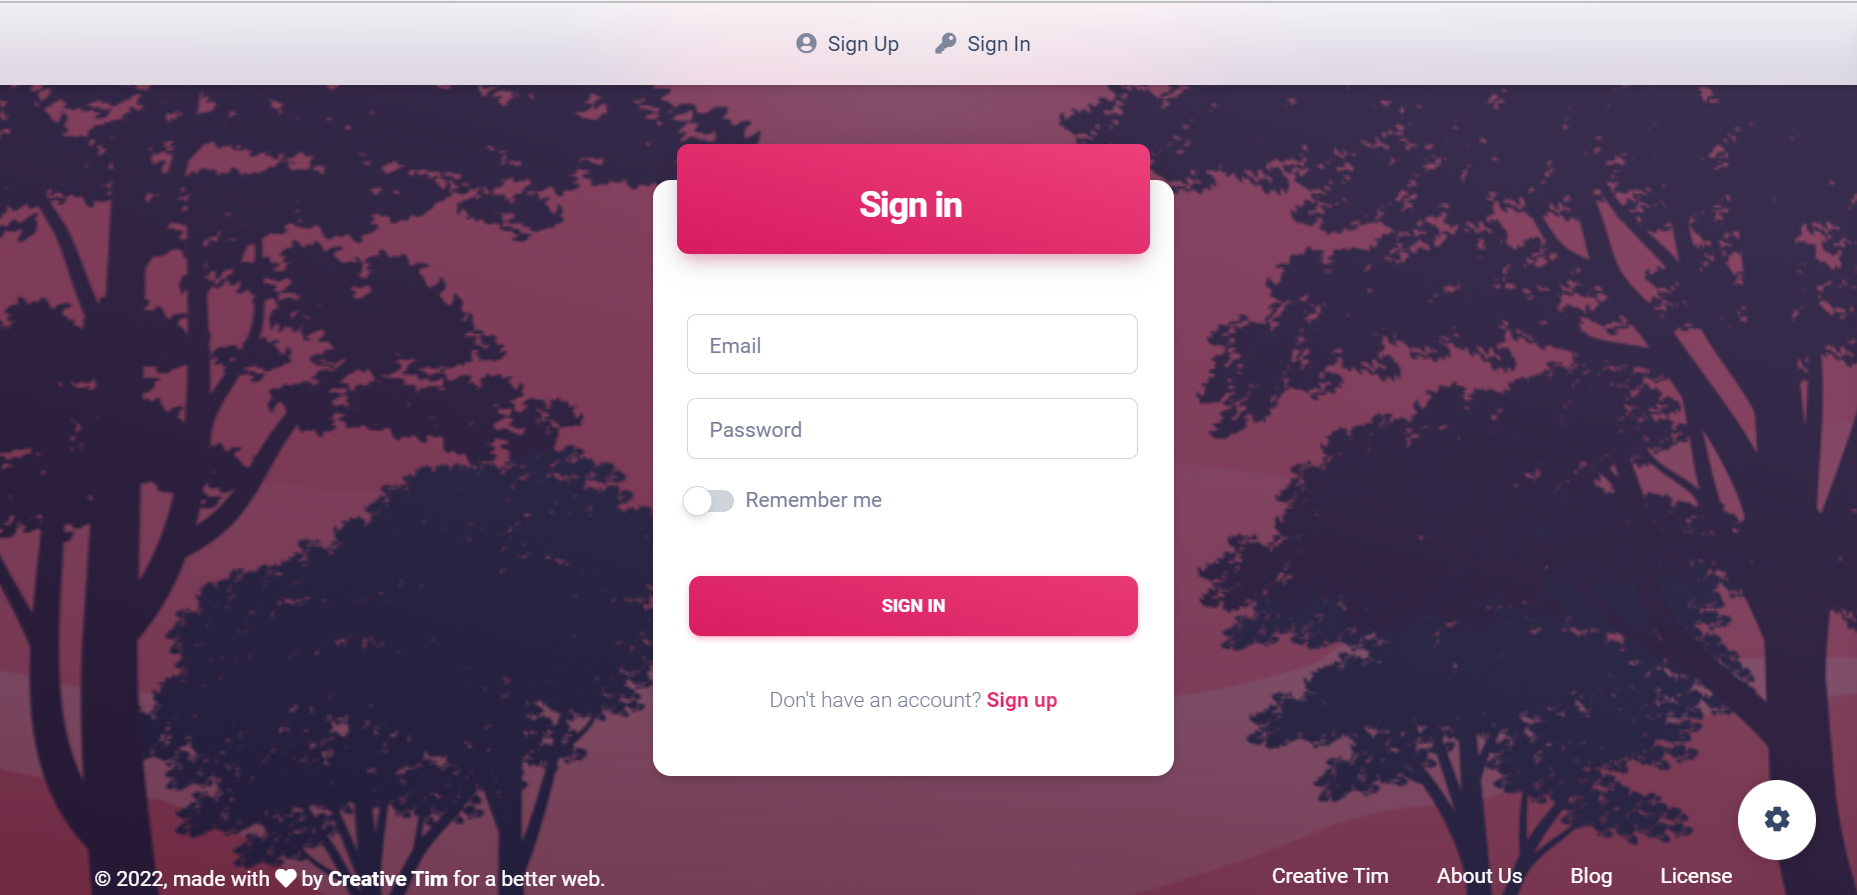 Sign Up Sign In
Sign in
Email
Password
Remember me
SIGN IN
Don't have an account? Sign up
© 2022, made with by Creative Tim for a better web.
Creative Tim About Us Blog License